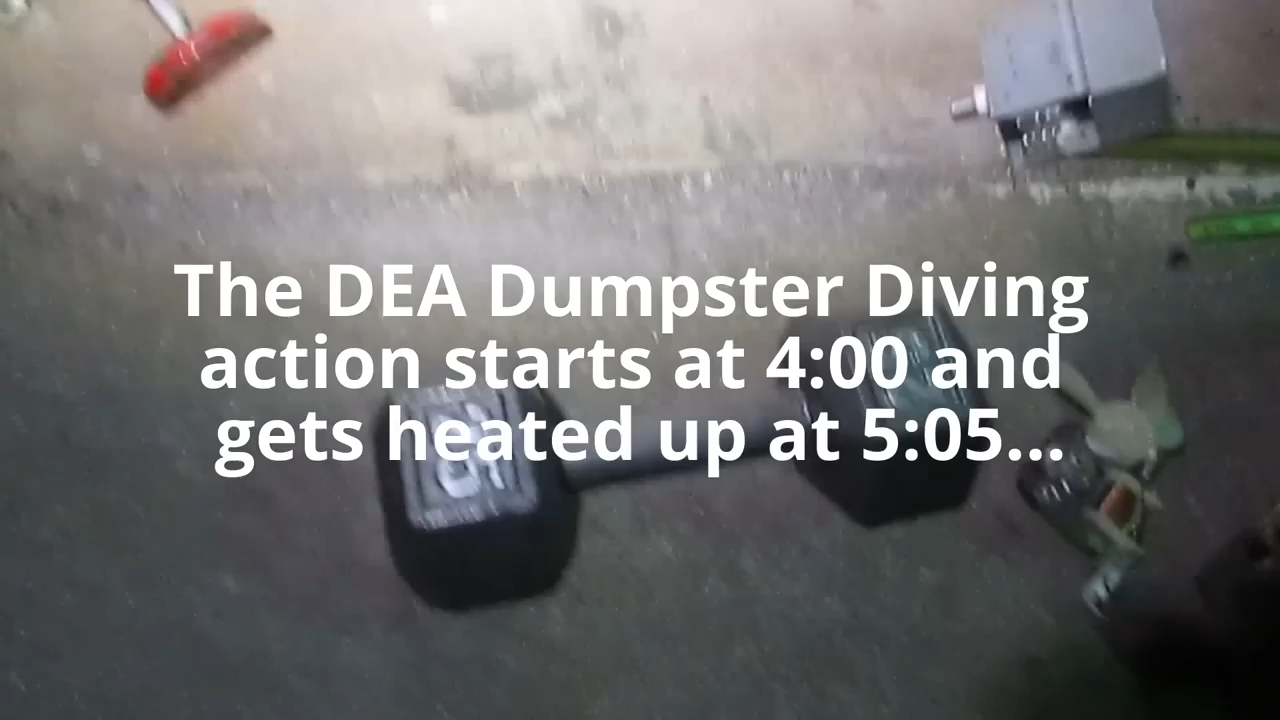 The DEA Dumpster Diving
action starts at 4:00 and
gets heated up at 5:05...